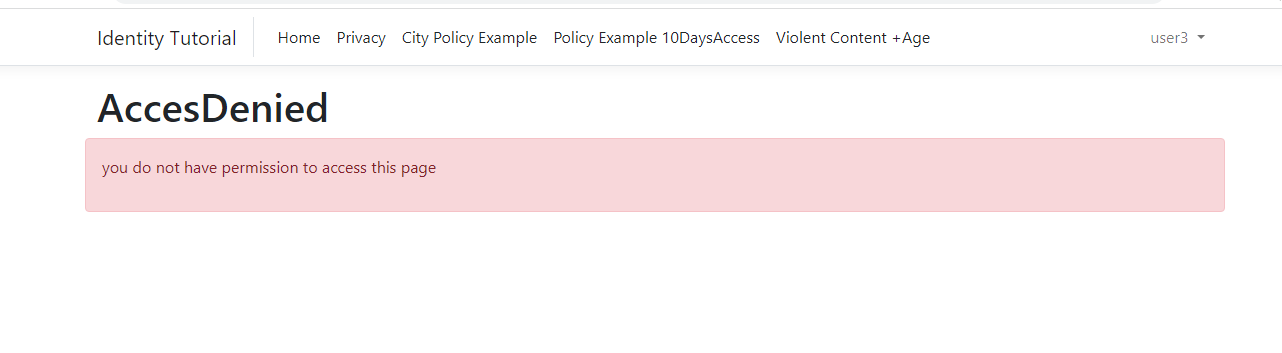 Identity Tutorial Home Privacy City Policy Example Policy Example 10DaysAccess Violent Content +Age user3
AccesDenied
you do not have permission to access this page